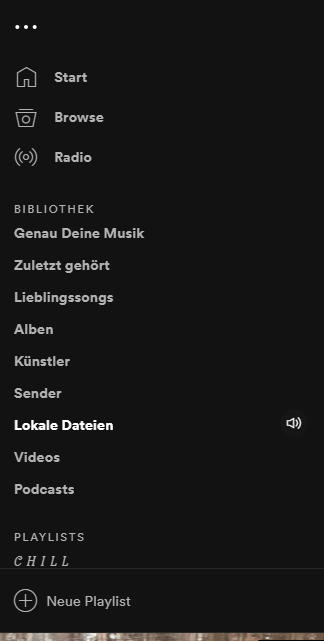 Start
Browse
Radio
BIBLIOTHEK
Genau Deine Musik
Zuletzt gehört
Lieblingssongs
Alben
Künstler
Sender
Lokale Dateien
Videos
Podcasts
PLAYLISTS
CHILL
Neue Playlist